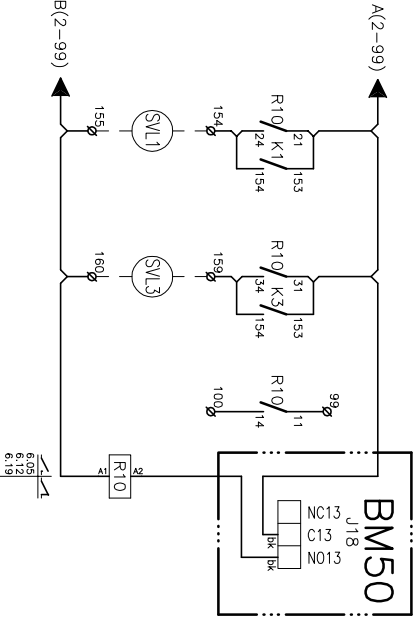 B(2-99)
A(2-99)
155
SVL1
154
R10
24
21
K1
154
153
160
SVL3
159
R10
34
31
K3
154
153
100
R10
14
11
99
BM50
J18
NC13
C13
NO13
bk
bk
A1
R10
A2
6.05
6.12
6.19